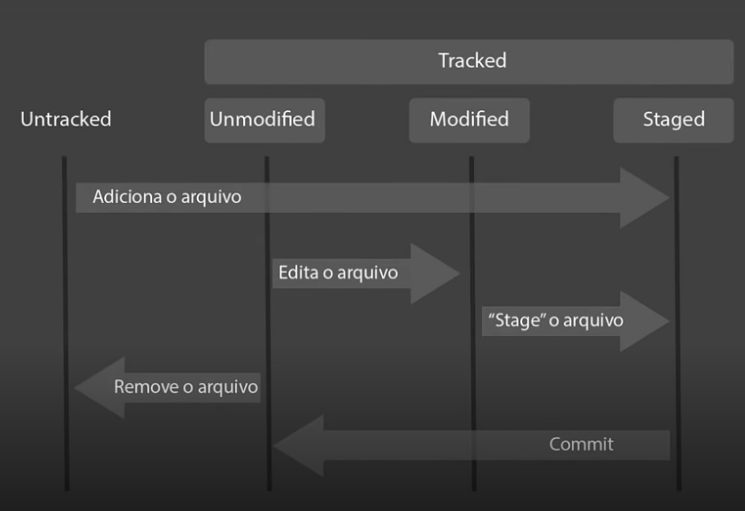 Tracked
Untracked
Unmodified
Modified
Staged
Adiciona o arquivo
Edita o arquivo
“Stage” o arquivo
Remove o arquivo
Commit